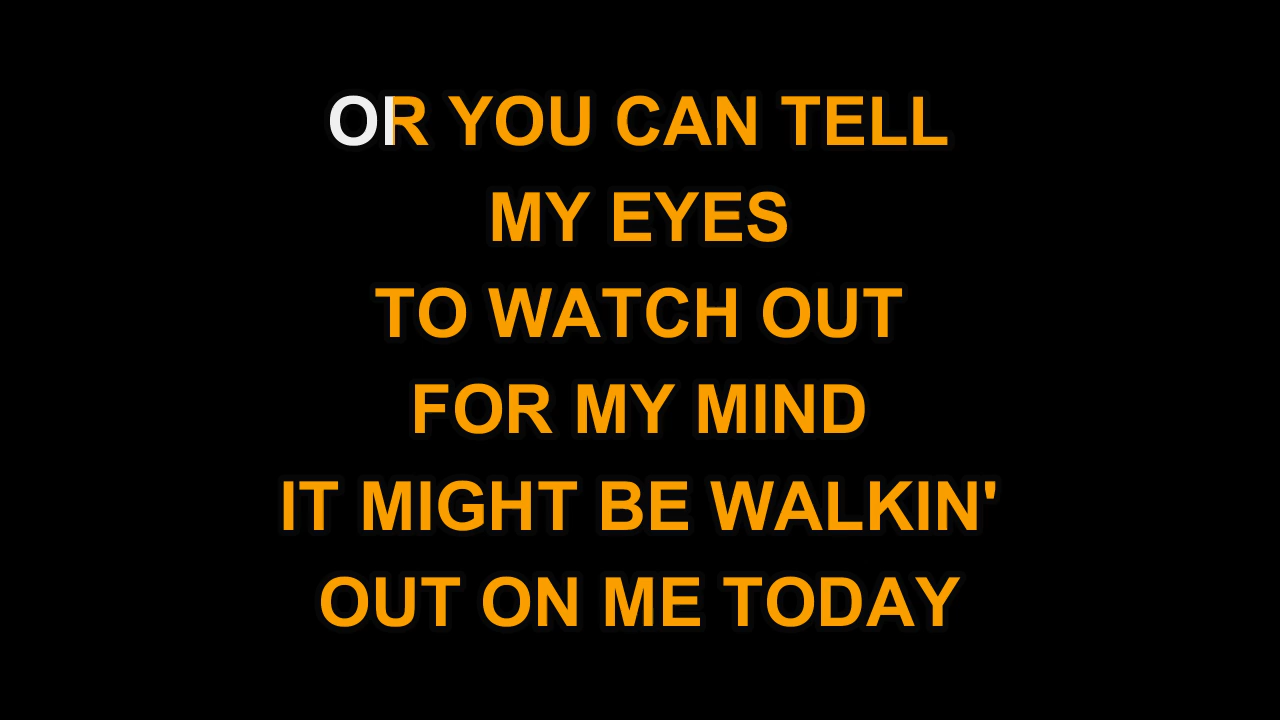 OR YOU CAN TELL
MY EYES
TO WATCH OUT
FOR MY MIND
IT MIGHT BE WALKIN'
OUT ON ME TODAY